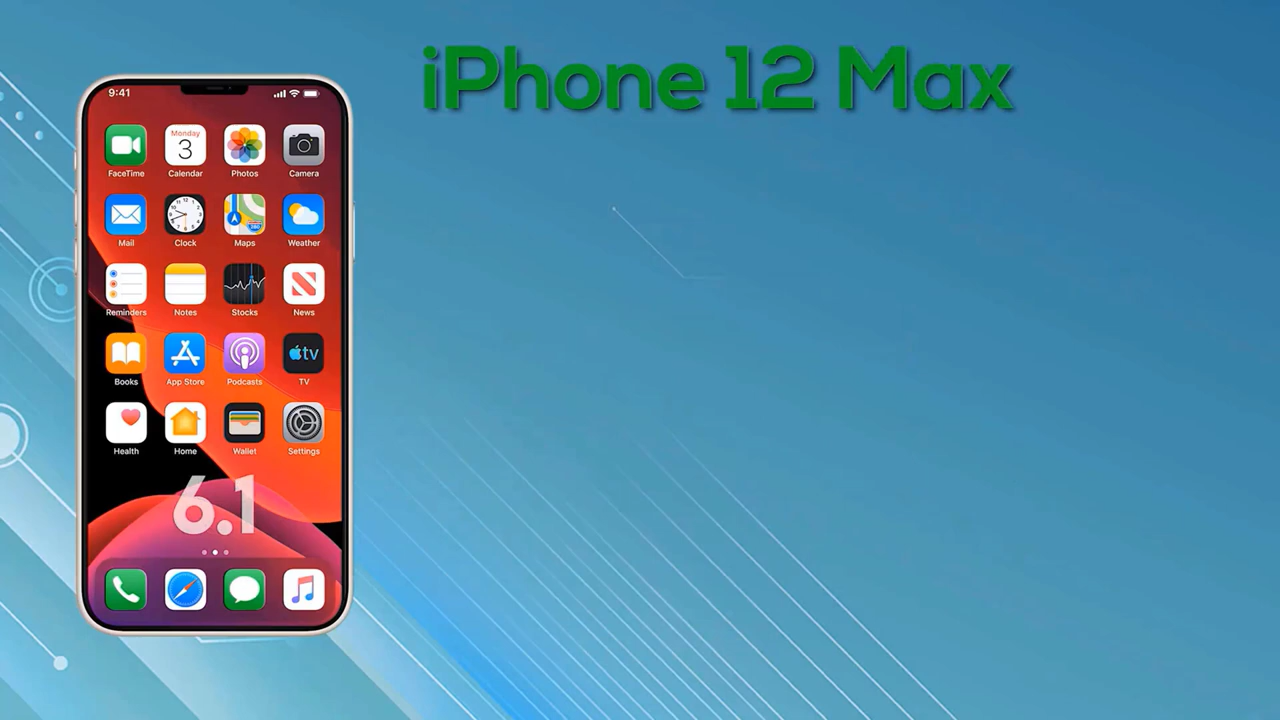 iPhone 12 Max
9:41
Monday
3
FaceTime Calendar Photos Camera
Mail Clock Maps Weather
Reminders Notes Stocks News
tv
Books App Store Podcasts TV
Health Home Wallet Settings
6.1